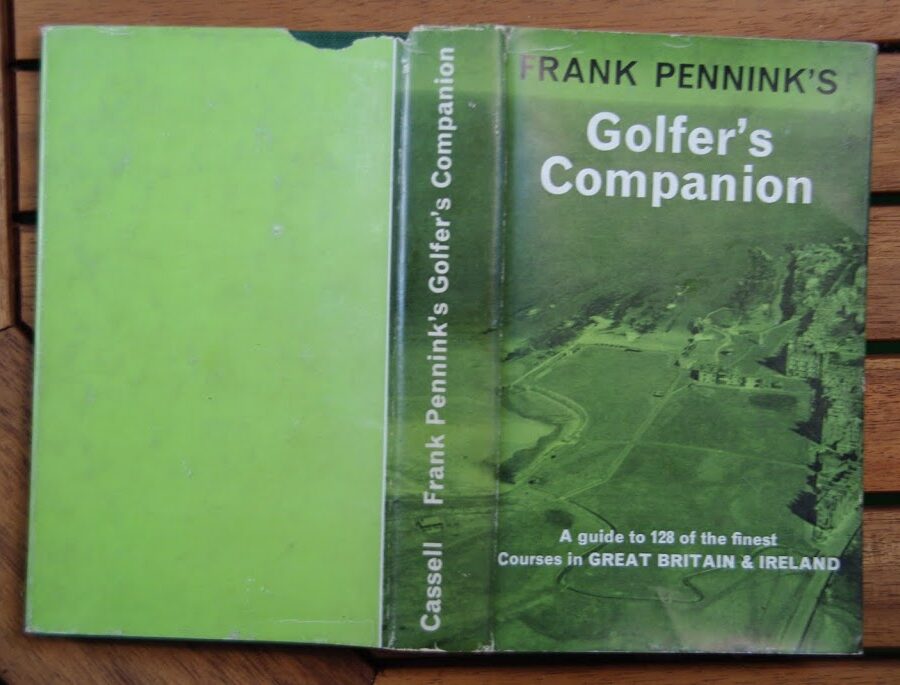 FRANK PENNINK'S
Golfer's
Companion
A guide to 128 of the finest
Courses in GREAT BRITAIN & IRELAND
Cassell Frank Pennink's Golfer's Companion